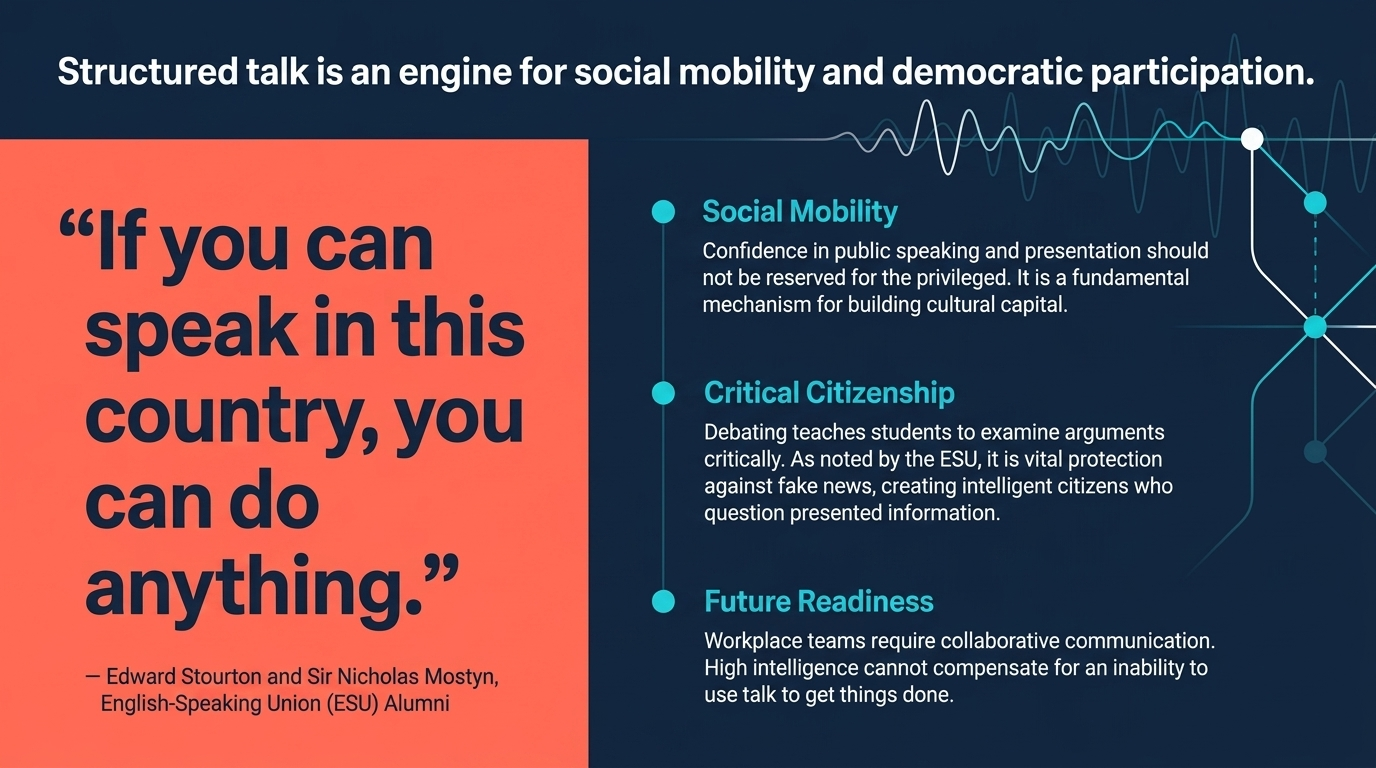 Structured talk is an engine for social mobility and democratic participation.
“If you can
speak in this
country, you
can do
anything.”
— Edward Stourton and Sir Nicholas Mostyn,
English-Speaking Union (ESU) Alumni
Social Mobility
Confidence in public speaking and presentation should
not be reserved for the privileged. It is a fundamental
mechanism for building cultural capital.
Critical Citizenship
Debating teaches students to examine arguments
critically. As noted by the ESU, it is vital protection
against fake news, creating intelligent citizens who
question presented information.
Future Readiness
Workplace teams require collaborative communication.
High intelligence cannot compensate for an inability to
use talk to get things done.